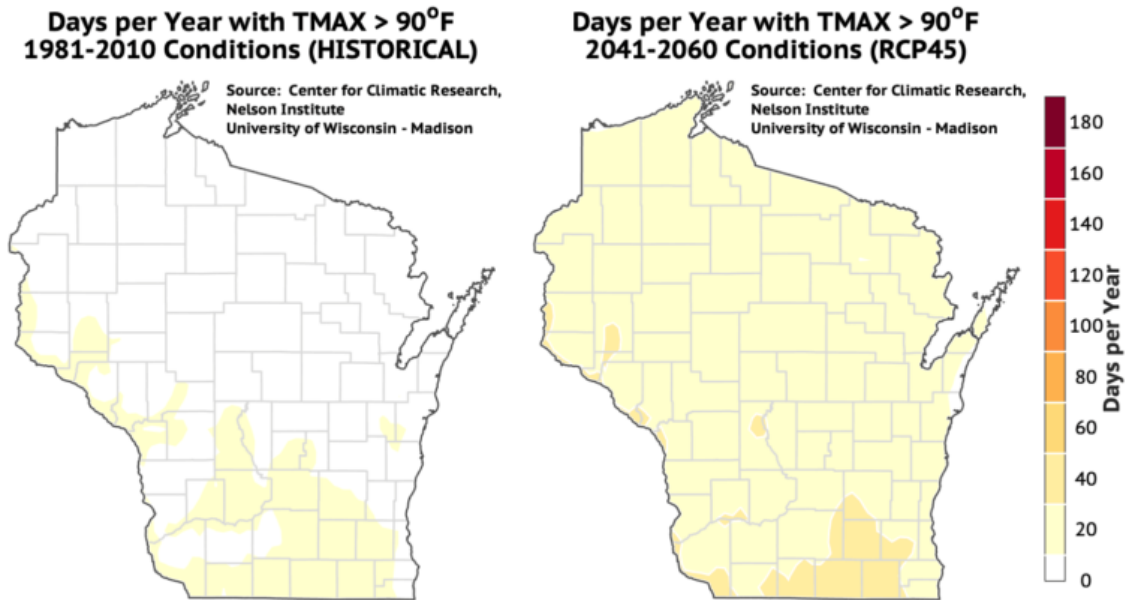 Days per Year with TMAX > 90°F
1981-2010 Conditions (HISTORICAL)
Source:  Center for Climatic Research,
Nelson Institute
University of Wisconsin - Madison
Days per Year with TMAX > 90°F
2041-2060 Conditions (RCP45)
Source:  Center for Climatic Research,
Nelson Institute
University of Wisconsin - Madison
180
160
140
120
100
80
60
40
20
0
Days per Year